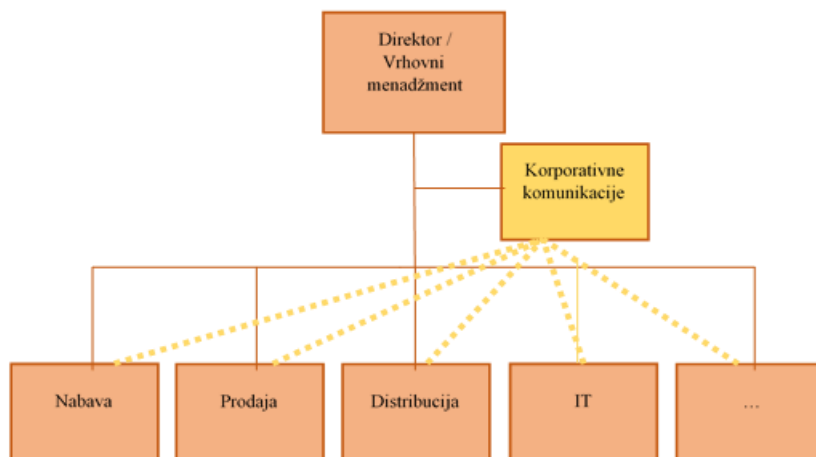 Direktor /
Vrhovni
menadžment
Korporativne
komunikacije
Nabava
Prodaja
Distribucija
IT
…